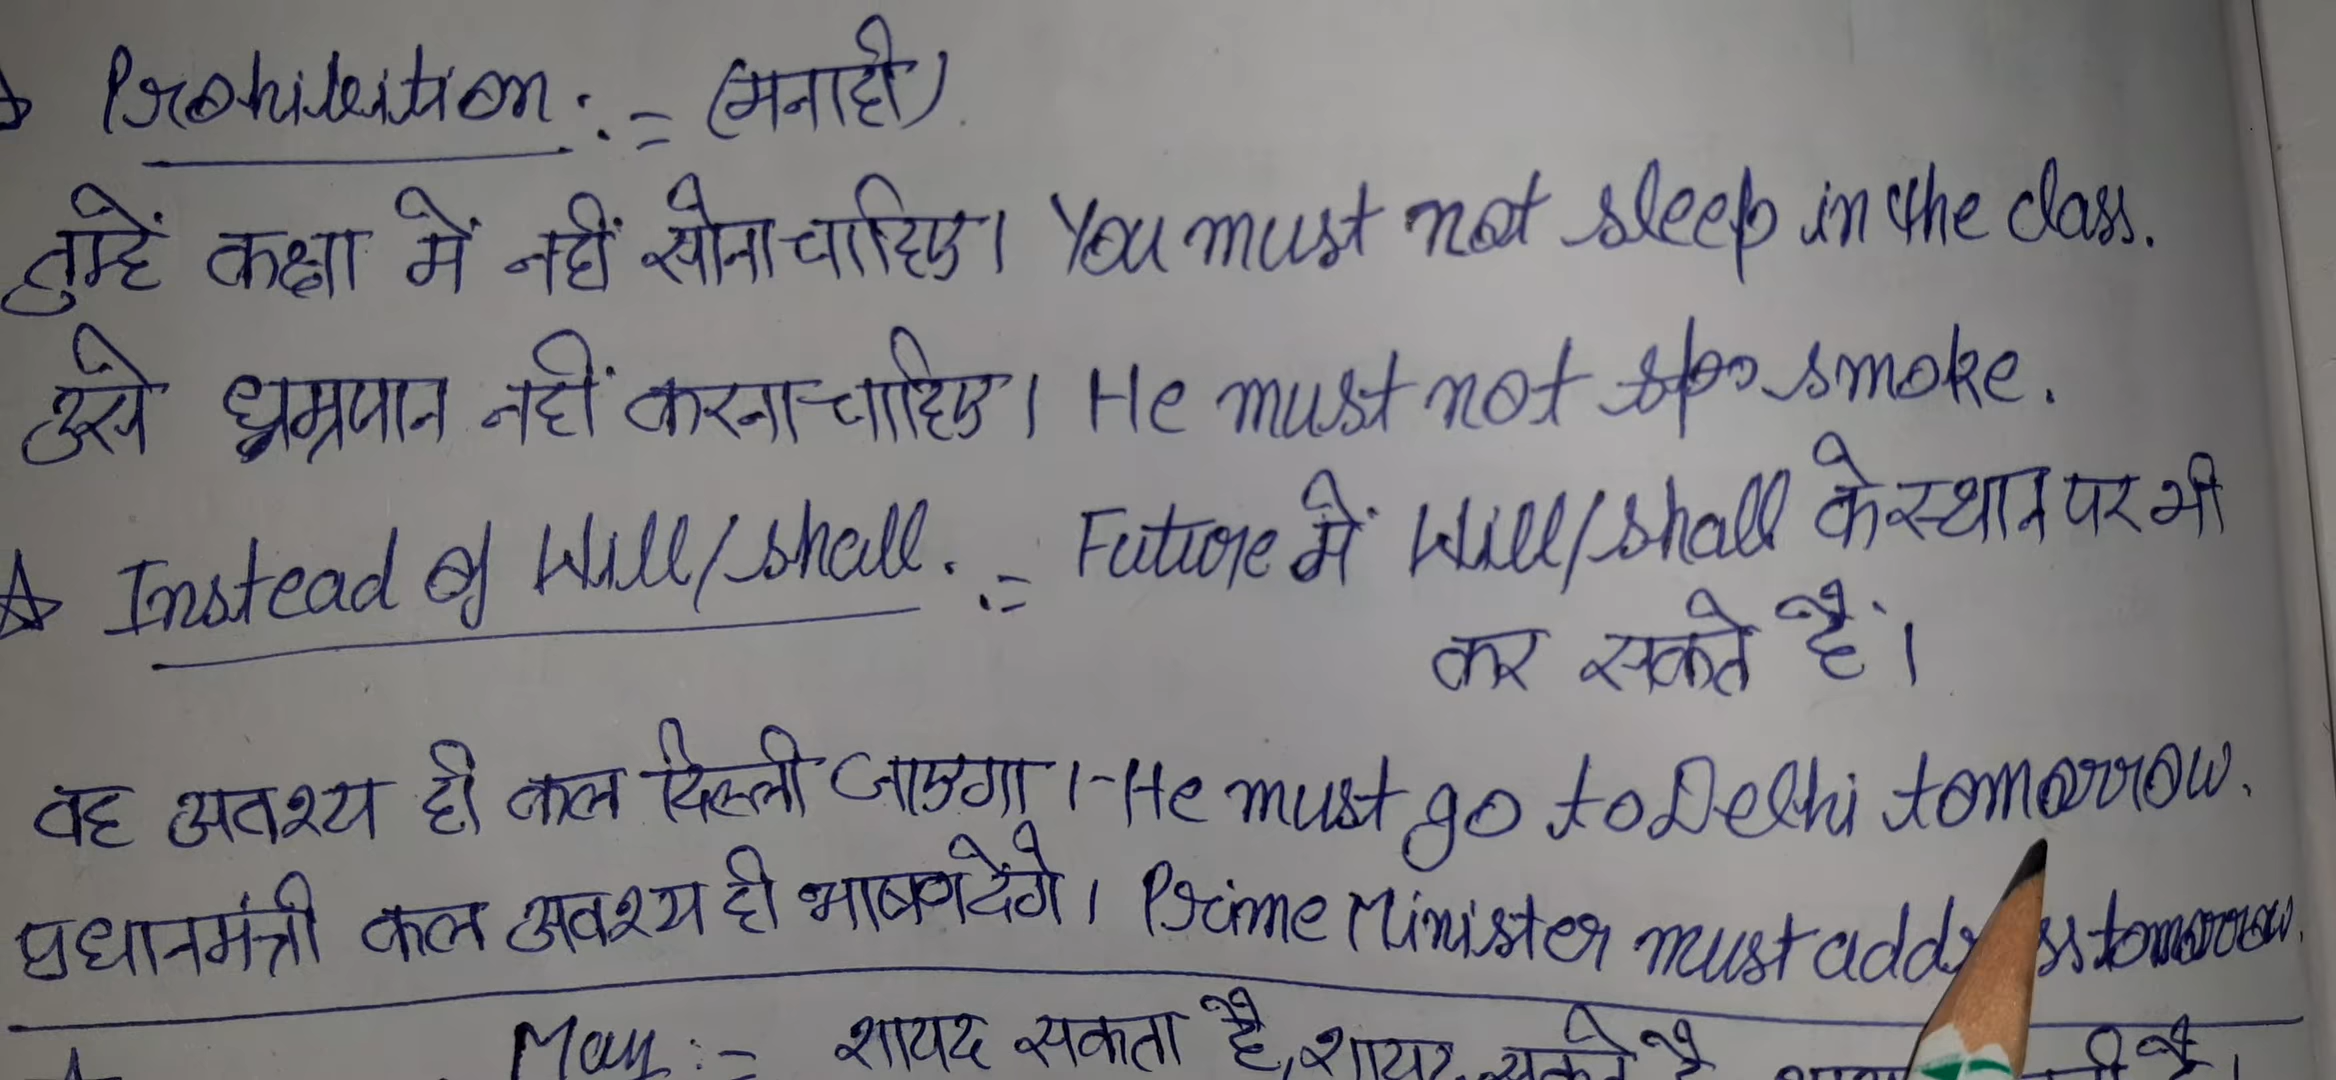 Prohibition :- = (मनाही)
तुम्हें कक्षा में नहीं सोना चाहिए। You must not sleep in the class.
उसे धूम्रपान नहीं करना चाहिए। He must not smoke.
☆ Instead of Will/shall. := Future में Will/shall के स्थान पर भी
कर सकते हैं।
वह अवश्य ही कल दिल्ली जाएगा।- He must go to Delhi tomorrow.
प्रधानमंत्री कल अवश्य ही भाषण देंगे। Prime Minister must tomorrow.
May :- शायद सकता है, शायद सकते है